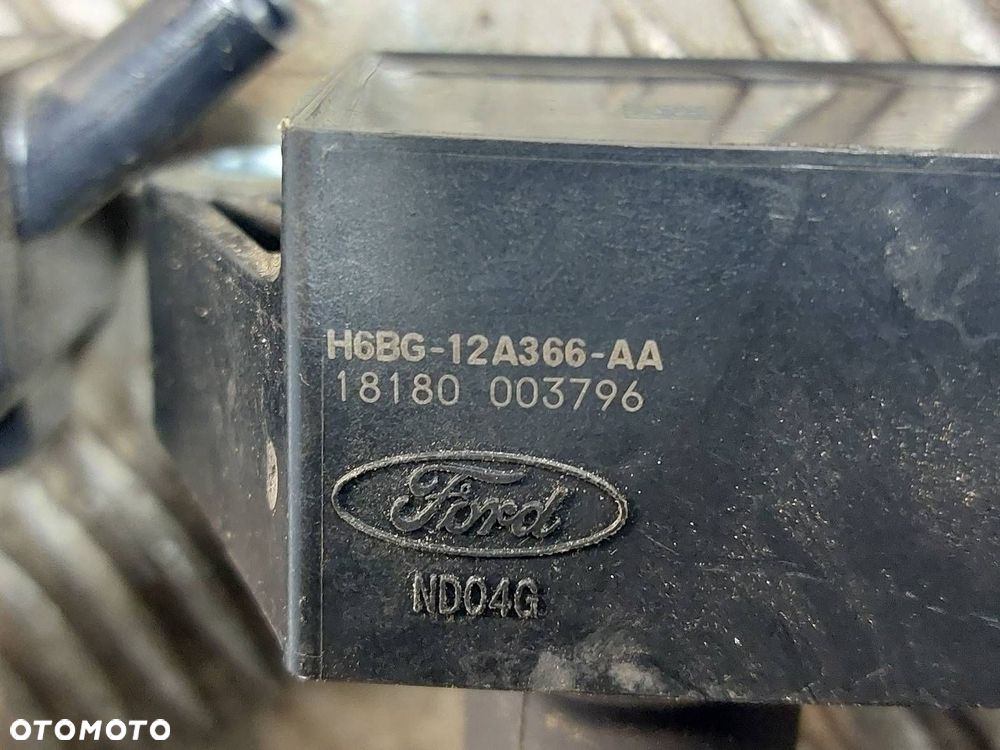 H6BG-12A366-AA
18180 003796
Ford
ND04G
OTOMOTO